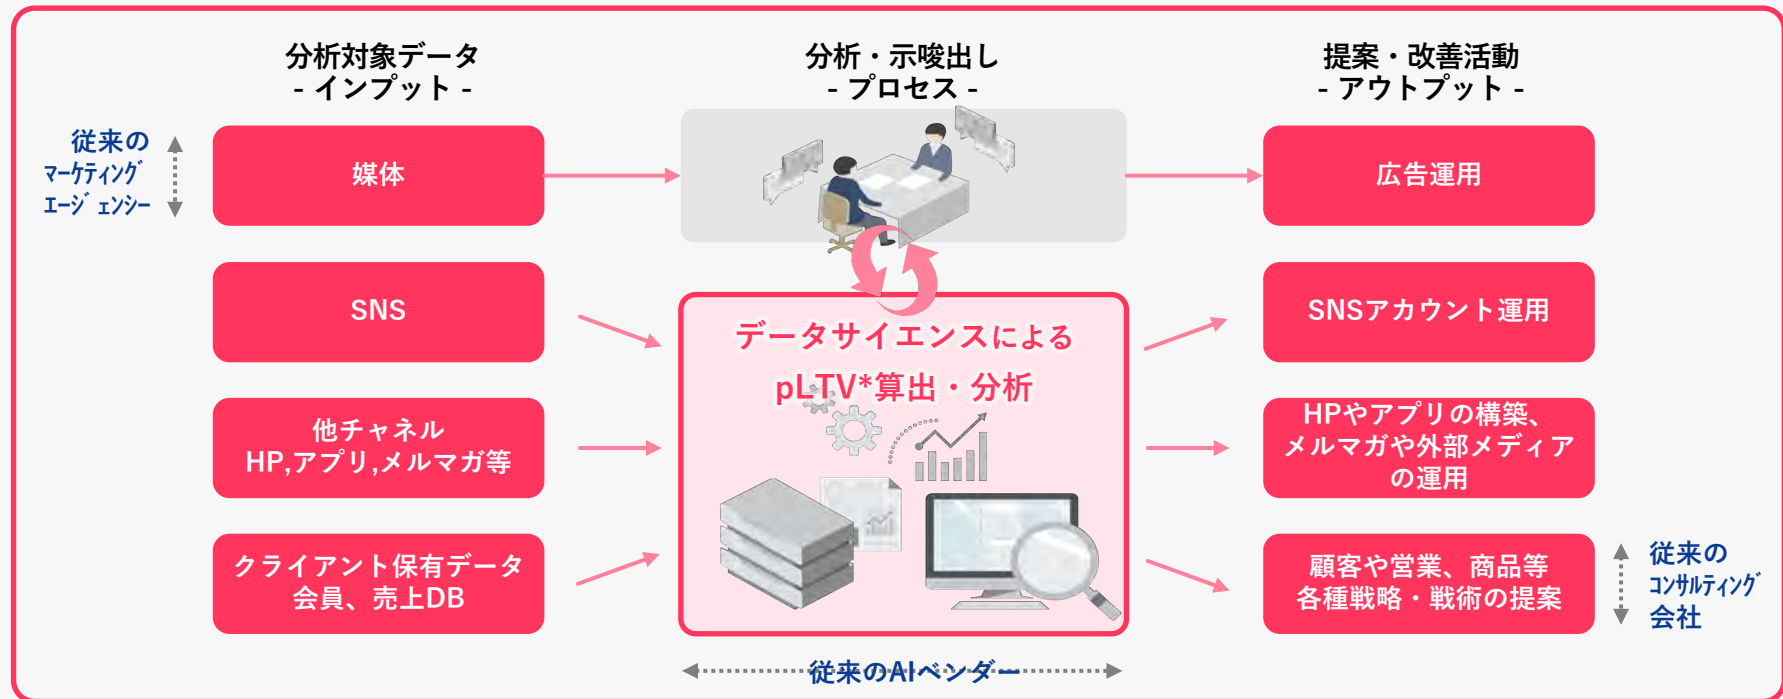 分析対象データ
- インプット -
分析・示唆出し
- プロセス -
提案・改善活動
- アウトプット -
従来の
マーケティング
エージェンシー
媒体
広告運用
SNS
SNSアカウント運用
データサイエンスによる
pLTV*算出・分析
他チャネル
HP,アプリ,メルマガ等
HPやアプリの構築、
メルマガや外部メディア
の運用
クライアント保有データ
会員、売上DB
顧客や営業、商品等
各種戦略・戦術の提案
従来の
コンサルティング
会社
従来のAIベンダー